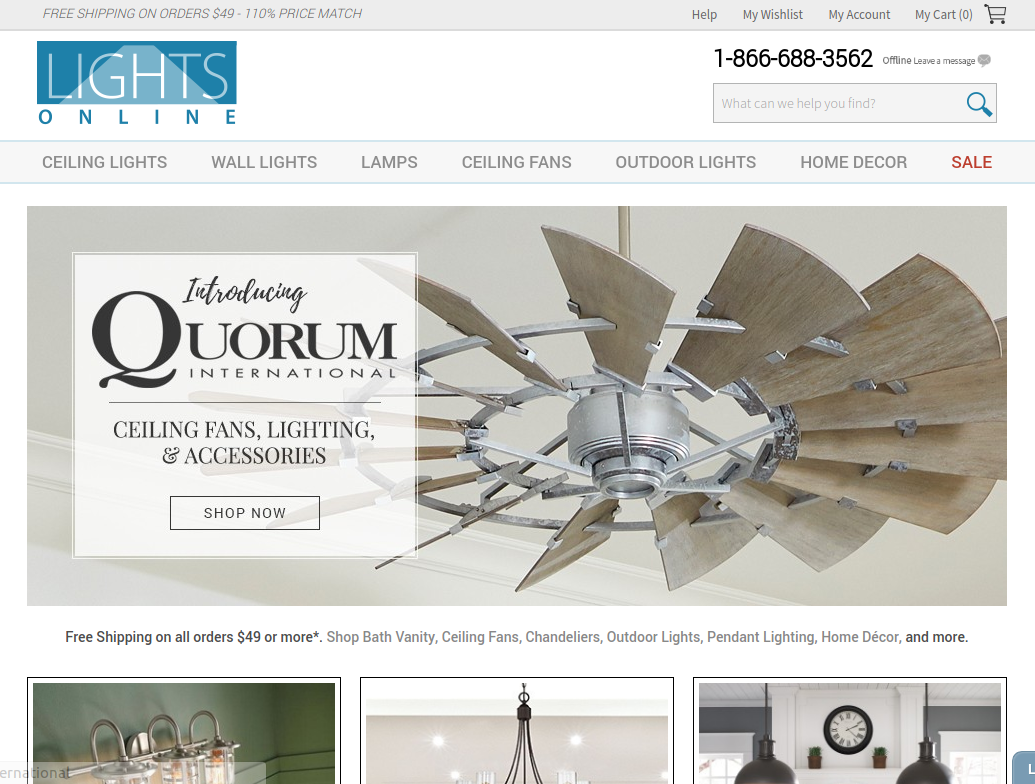 FREE SHIPPING ON ORDERS $49 - 110% PRICE MATCH
Help My Wishlist My Account My Cart (0)
LIGHTS
ONLINE
1-866-688-3562 Offline Leave a message
What can we help you find?
CEILING LIGHTS WALL LIGHTS LAMPS CEILING FANS OUTDOOR LIGHTS HOME DECOR SALE
Introducing
QUORUM
INTERNATIONAL
CEILING FANS, LIGHTING,
& ACCESSORIES
SHOP NOW
Free Shipping on all orders $49 or more*. Shop Bath Vanity, Ceiling Fans, Chandeliers, Outdoor Lights, Pendant Lighting, Home Décor, and more.
ernational